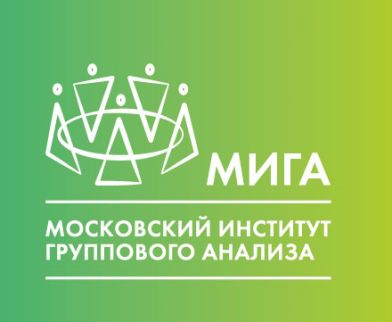 МИГА
МОСКОВСКИЙ ИНСТИТУТ
ГРУППОВОГО АНАЛИЗА